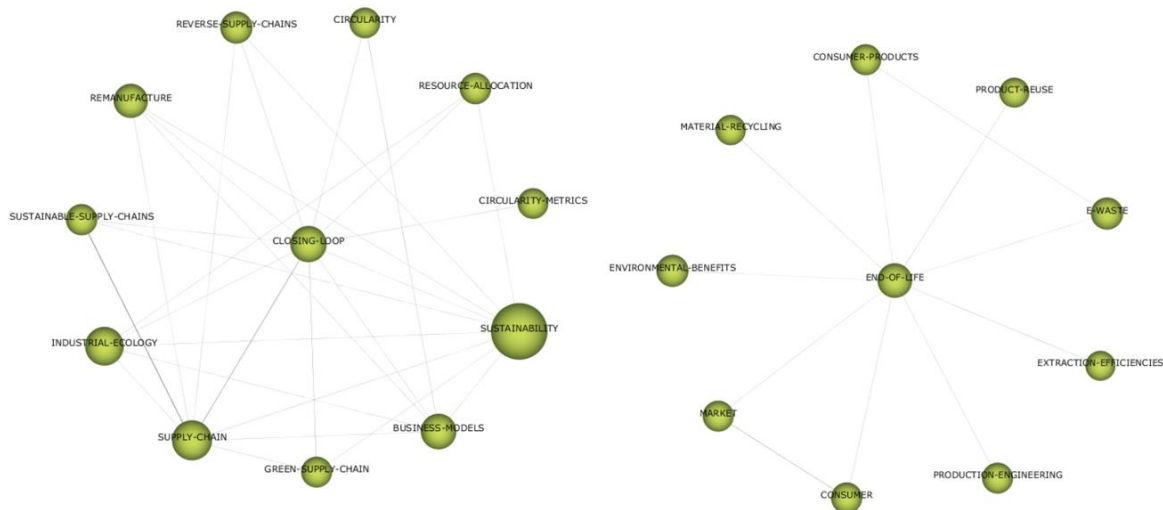 REVERSE-SUPPLY-CHAINS
CIRCULARITY
RESOURCE-ALLOCATION
REMANUFACTURE
CIRCULARITY-METRICS
SUSTAINABLE-SUPPLY-CHAINS
CLOSING-LOOP
SUSTAINABILITY
INDUSTRIAL-ECOLOGY
BUSINESS-MODELS
SUPPLY-CHAIN
GREEN-SUPPLY-CHAIN
CONSUMER-PRODUCTS
PRODUCT-REUSE
MATERIAL-RECYCLING
E-WASTE
ENVIRONMENTAL-BENEFITS
END-OF-LIFE
EXTRACTION-EFFICIENCIES
MARKET
PRODUCTION-ENGINEERING
CONSUMER